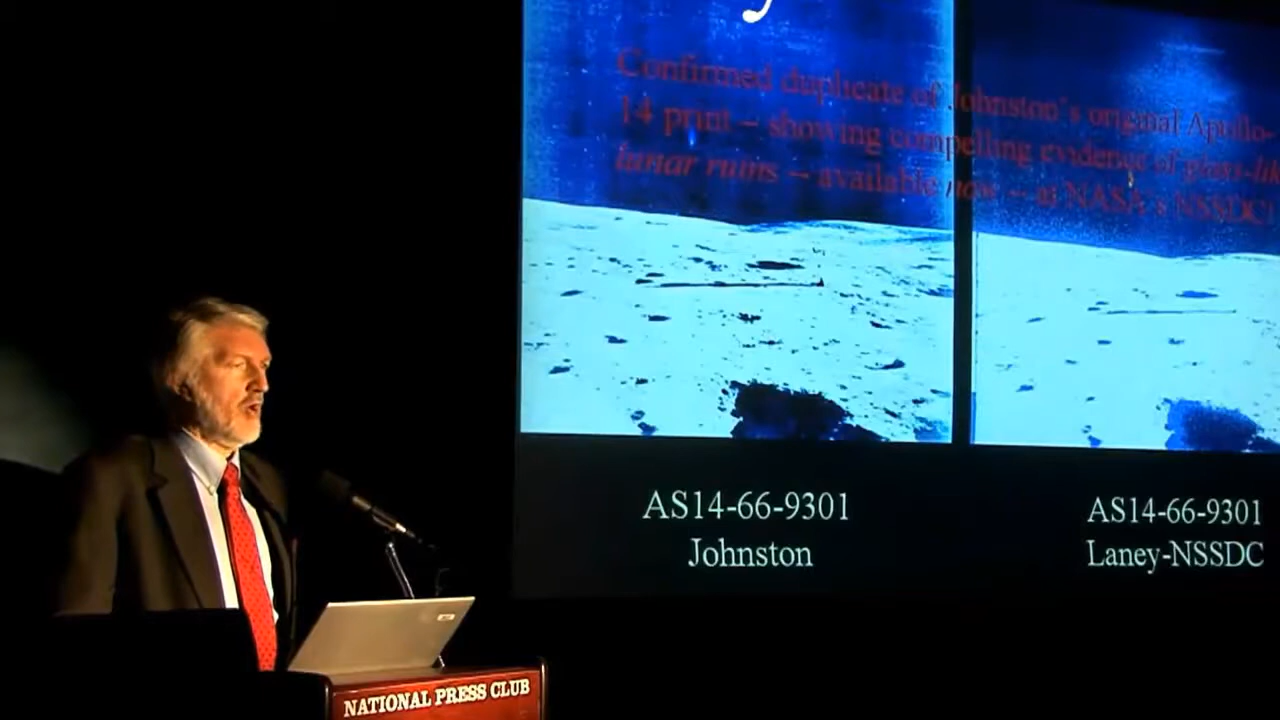 Confirmed duplicate of Johnston's original Apollo-
14 print – showing compelling evidence of glass-lik
lunar ruins – available now – at NASA's NSSDC!
AS14-66-9301
Johnston
AS14-66-9301
Laney-NSSDC
NATIONAL PRESS CLUB